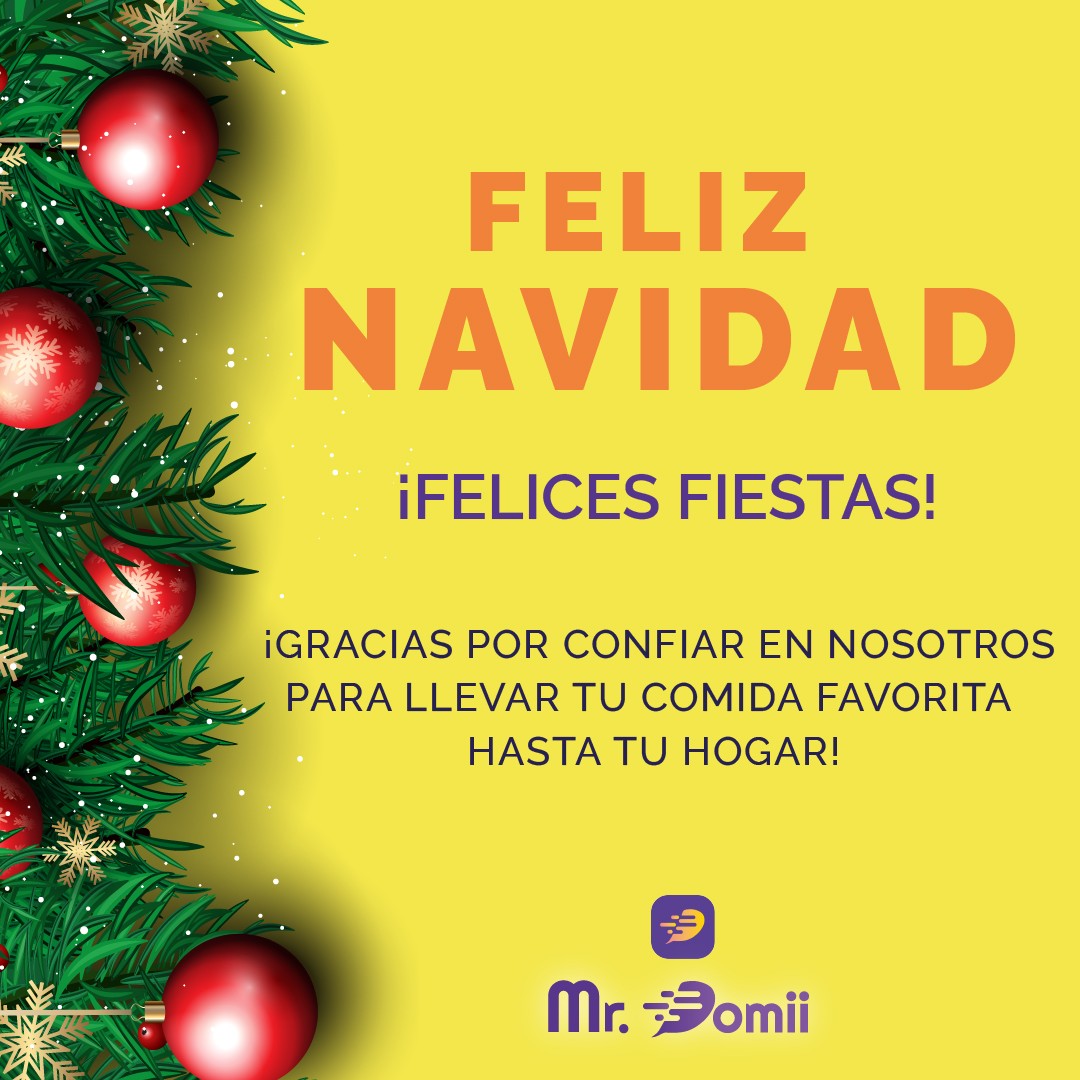 FELIZ
NAVIDAD
¡FELICES FIESTAS!
¡GRACIAS POR CONFIAR EN NOSOTROS
PARA LLEVAR TU COMIDA FAVORITA
HASTA TU HOGAR!
Mr. Domii